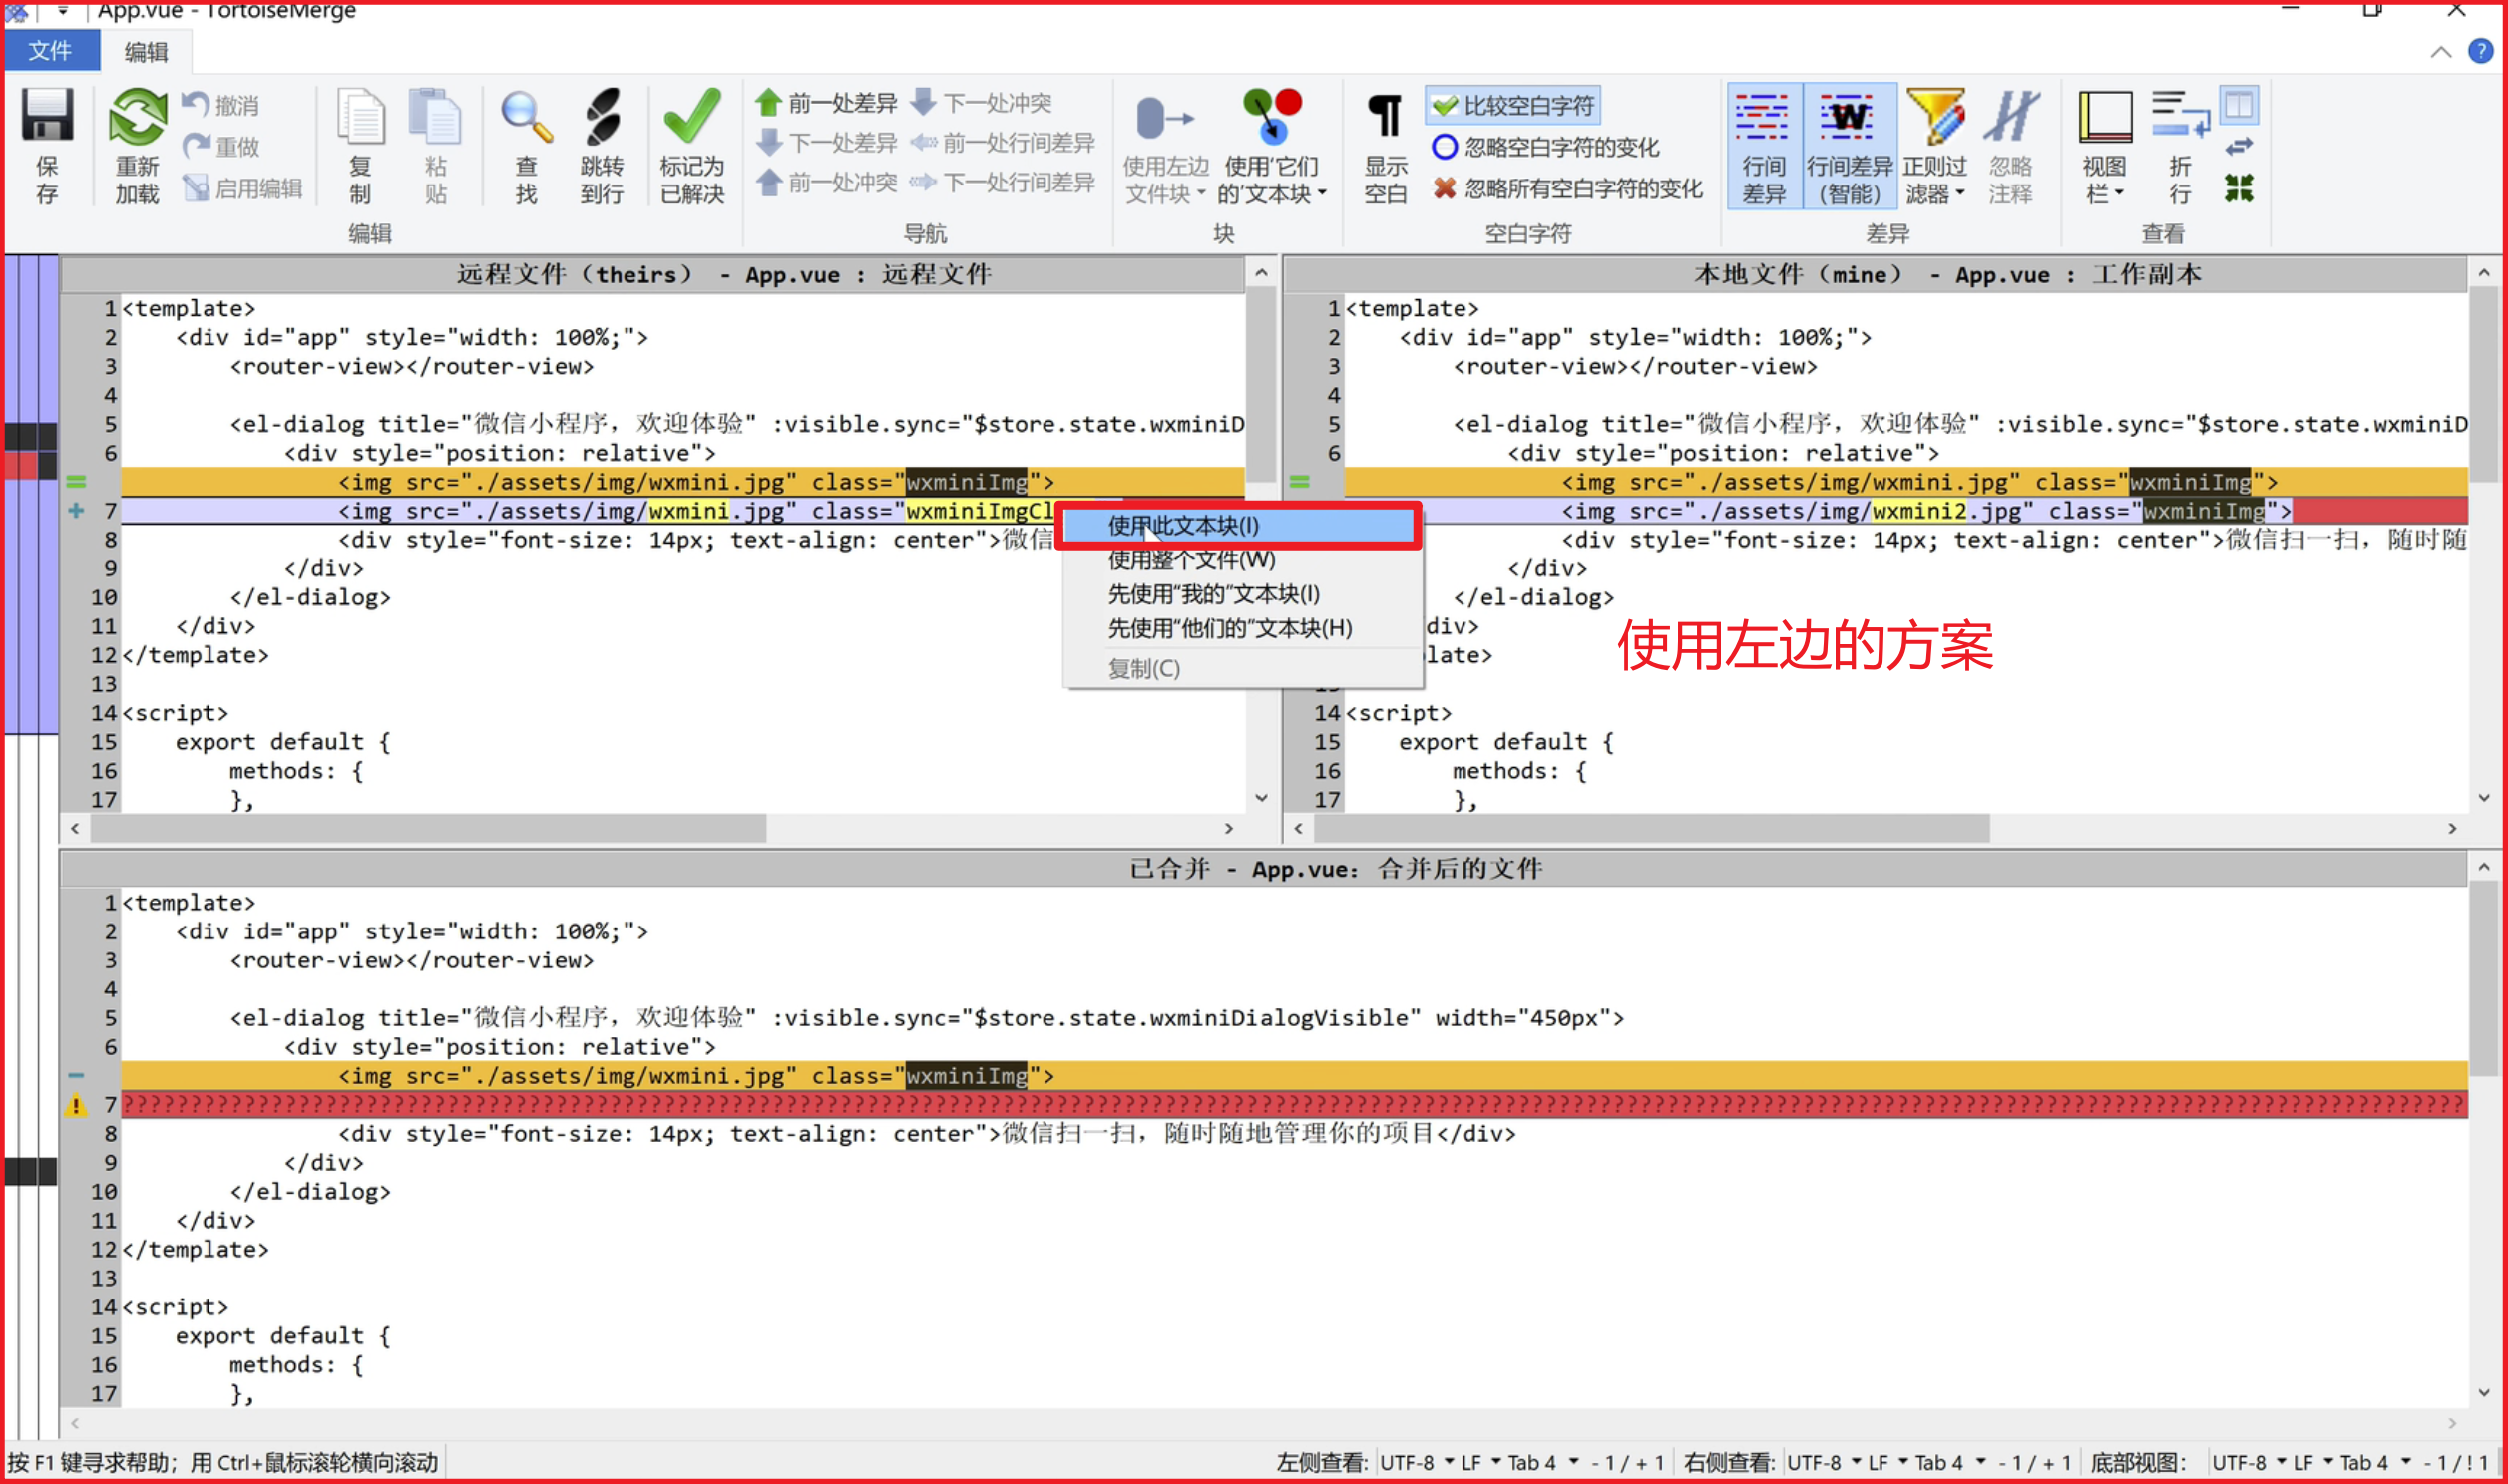 App.vue - TortoiseMerge
文件
编辑
保存
重新加载
撤消
重做
启用编辑
复制
粘贴
查找
跳转到行
标记为已解决
前一处差异
下一处差异
前一处冲突
下一处冲突
前一处行间差异
下一处行间差异
使用左边文件块
使用'它们的'文本块
显示空白
比较空白字符
忽略空白字符的变化
忽略所有空白字符的变化
行间差异
行间差异（智能）
正则过滤器
忽略注释
视图栏
折行
编辑
导航
块
空白字符
差异
查看
远程文件（theirs） - App.vue : 远程文件
1 <template>
2     <div id="app" style="width: 100%;">
3         <router-view></router-view>
4
5         <el-dialog title="微信小程序，欢迎体验" :visible.sync="$store.state.wxminiD
6             <div style="position: relative">
                <img src="./assets/img/wxmini.jpg" class="wxminiImg">
7                 <img src="./assets/img/wxmini.jpg" class="wxminiImgCl
8                 <div style="font-size: 14px; text-align: center">微信
9             </div>
10         </el-dialog>
11     </div>
12 </template>
13
14 <script>
15     export default {
16         methods: {
17         },
使用此文本块(I)
使用整个文件(W)
先使用“我的”文本块(I)
先使用“他们的”文本块(H)
复制(C)
本地文件（mine） - App.vue : 工作副本
1 <template>
2     <div id="app" style="width: 100%;">
3         <router-view></router-view>
4
5         <el-dialog title="微信小程序，欢迎体验" :visible.sync="$store.state.wxminiD
6             <div style="position: relative">
                <img src="./assets/img/wxmini.jpg" class="wxminiImg">
                <img src="./assets/img/wxmini2.jpg" class="wxminiImg">
                <div style="font-size: 14px; text-align: center">微信扫一扫，随时随
            </div>
        </el-dialog>
div>
late>
14 <script>
15     export default {
16         methods: {
17         },
使用左边的方案
已合并 - App.vue: 合并后的文件
1 <template>
2     <div id="app" style="width: 100%;">
3         <router-view></router-view>
4
5         <el-dialog title="微信小程序，欢迎体验" :visible.sync="$store.state.wxminiDialogVisible" width="450px">
6             <div style="position: relative">
                <img src="./assets/img/wxmini.jpg" class="wxminiImg">
7 ????????????????????????????????????????????????????????????????????????????????????????????????????????????????????????????????????????????????????????????????????????????
8                 <div style="font-size: 14px; text-align: center">微信扫一扫，随时随地管理你的项目</div>
9             </div>
10         </el-dialog>
11     </div>
12 </template>
13
14 <script>
15     export default {
16         methods: {
17         },
按 F1 键寻求帮助；用 Ctrl+鼠标滚轮横向滚动
左侧查看: UTF-8 LF Tab 4 - 1 / + 1 右侧查看: UTF-8 LF Tab 4 - 1 / + 1 底部视图: UTF-8 LF Tab 4 - 1 / ! 1